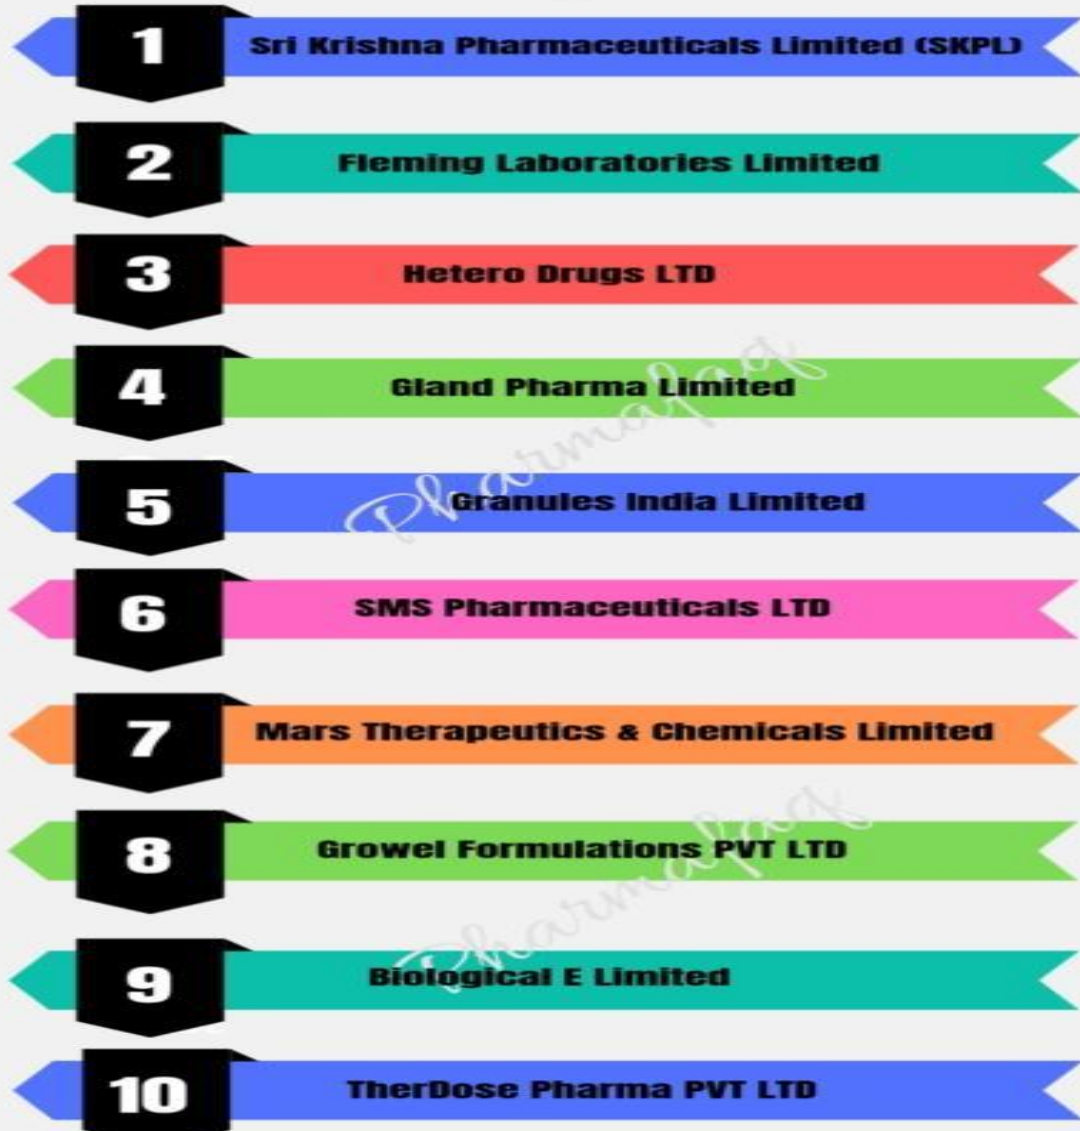 1 Sri Krishna Pharmaceuticals Limited (SKPL)
2 Fleming Laboratories Limited
3 Hetero Drugs LTD
4 Gland Pharma Limited
5 Granules India Limited
Pharmafaq
6 SMS Pharmaceuticals LTD
7 Mars Therapeutics & Chemicals Limited
8 Growel Formulations PVT LTD
9 Biological E Limited
Pharmafaq
10 TherDose Pharma PVT LTD